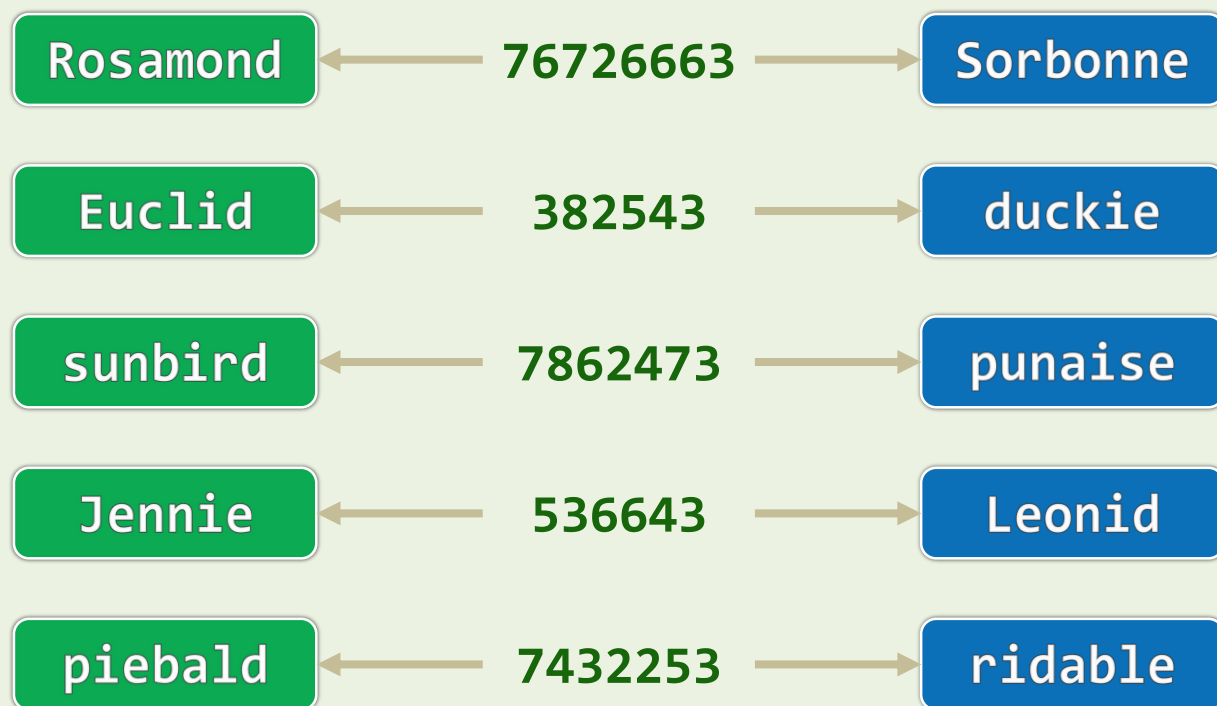 Rosamond 76726663 Sorbonne
Euclid 382543 duckie
sunbird 7862473 punaise
Jennie 536643 Leonid
piebald 7432253 ridable